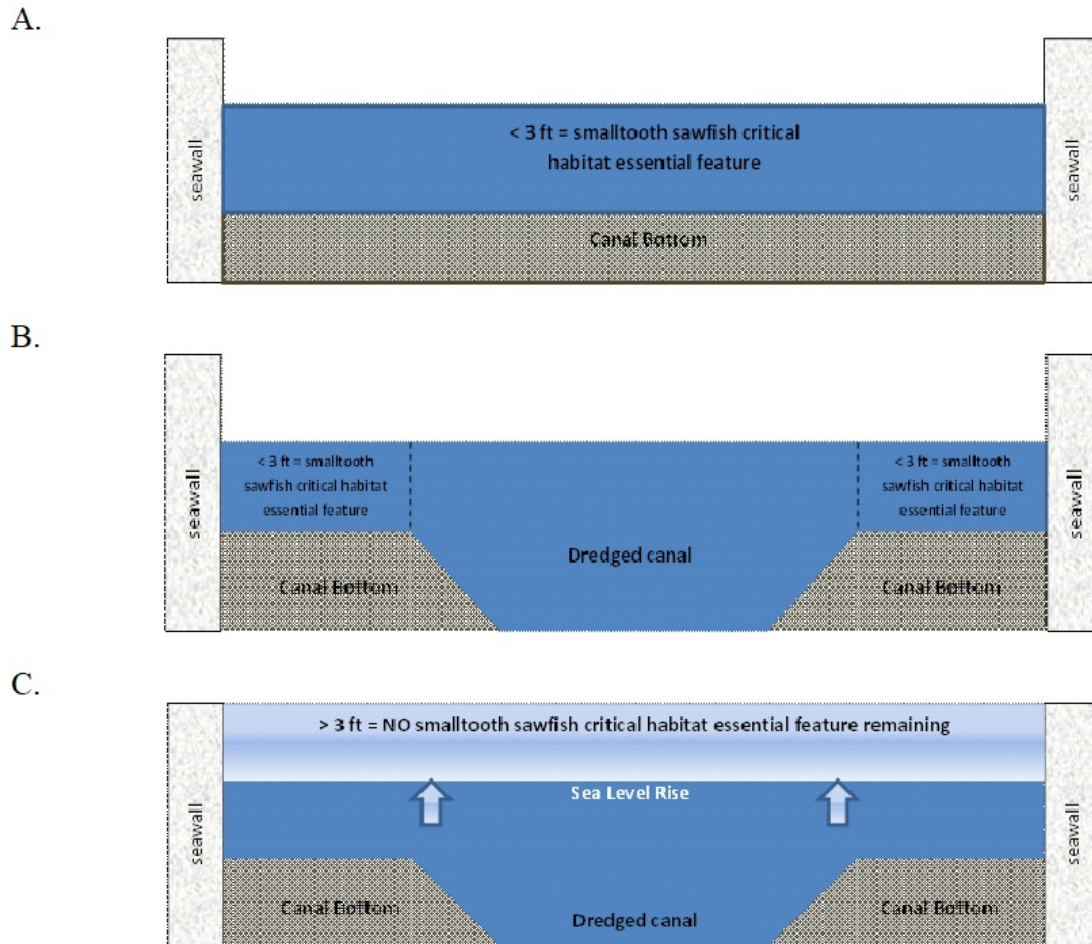 A.
seawall
< 3 ft = smalltooth sawfish critical
habitat essential feature
seawall
Canal Bottom
B.
seawall
< 3 ft = smalltooth
sawfish critical habitat
essential feature
< 3 ft = smalltooth
sawfish critical habitat
essential feature
seawall
Dredged canal
Canal Bottom
Canal Bottom
C.
> 3 ft = NO smalltooth sawfish critical habitat essential feature remaining
seawall
Sea Level Rise
seawall
Canal Bottom
Dredged canal
Canal Bottom